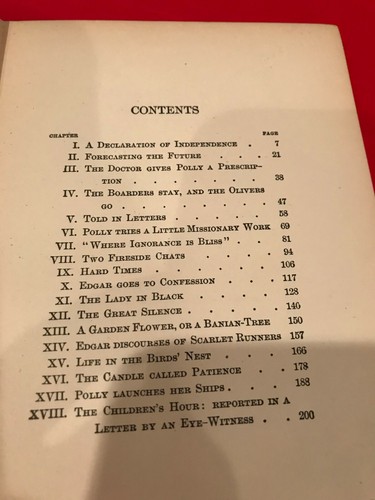 CONTENTS
CHAPTER PAGE
I. A Declaration of Independence . 7
II. Forecasting the Future . . 21
III. The Doctor gives Polly a Prescrip-
tion . . . . . . 38
IV. The Boarders stay, and the Olivers
go . . . . . . 47
V. Told in Letters . . . . 58
VI. Polly tries a Little Missionary Work 69
VII. "Where Ignorance is Bliss" . . 81
VIII. Two Fireside Chats . . . 94
IX. Hard Times . . . . 106
X. Edgar goes to Confession . . 117
XI. The Lady in Black . . . 128
XII. The Great Silence . . . 140
XIII. A Garden Flower, or a Banian-Tree 150
XIV. Edgar discourses of Scarlet Runners 157
XV. Life in the Birds' Nest . . 166
XVI. The Candle called Patience . 178
XVII. Polly launches her Ships . . . 188
XVIII. The Children's Hour: reported in a
Letter by an Eye-Witness . . 200